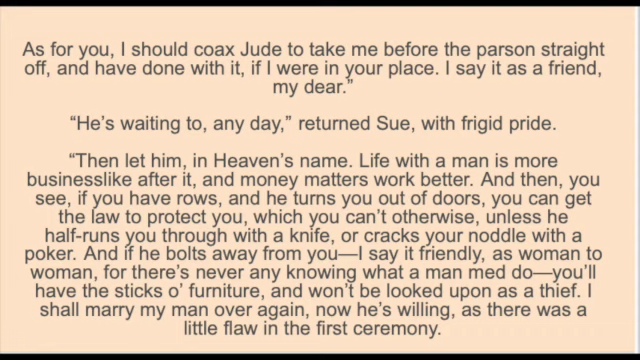 As for you, I should coax Jude to take me before the parson straight
off, and have done with it, if I were in your place. I say it as a friend,
my dear.”
“He’s waiting to, any day,” returned Sue, with frigid pride.
“Then let him, in Heaven’s name. Life with a man is more
businesslike after it, and money matters work better. And then, you
see, if you have rows, and he turns you out of doors, you can get
the law to protect you, which you can’t otherwise, unless he
half-runs you through with a knife, or cracks your noddle with a
poker. And if he bolts away from you—I say it friendly, as woman to
woman, for there’s never any knowing what a man med do—you’ll
have the sticks o’ furniture, and won’t be looked upon as a thief. I
shall marry my man over again, now he’s willing, as there was a
little flaw in the first ceremony.